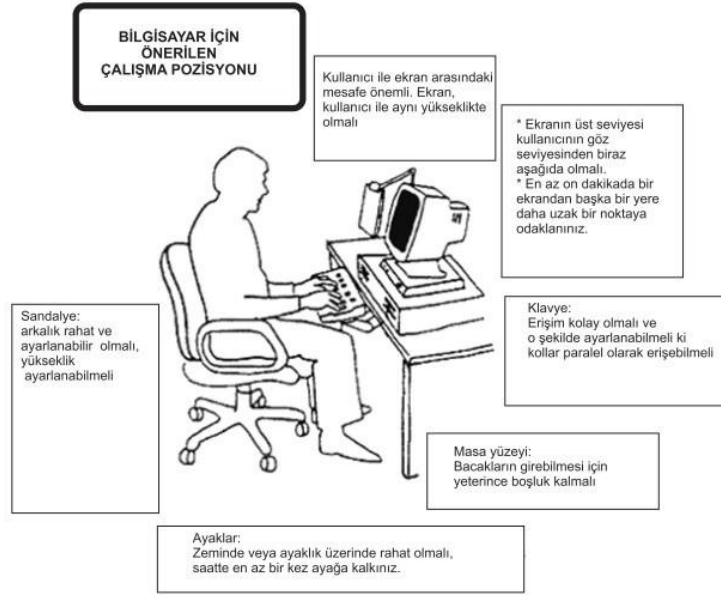 BİLGİSAYAR İÇİN
ÖNERİLEN
ÇALIŞMA POZİSYONU
Kullanıcı ile ekran arasındaki
mesafe önemli. Ekran,
kullanıcı ile aynı yükseklikte
olmalı
* Ekranın üst seviyesi
kullanıcının göz
seviyesinden biraz
aşağıda olmalı.
* En az on dakikada bir
ekrandan başka bir yere
daha uzak bir noktaya
odaklanınız.
Sandalye:
arkalık rahat ve
ayarlanabilir olmalı,
yükseklik
ayarlanabilmeli
Klavye:
Erişim kolay olmalı ve
o şekilde ayarlanabilmeli ki
kollar paralel olarak erişebilmeli
Masa yüzeyi:
Bacakların girebilmesi için
yeterince boşluk kalmalı
Ayaklar:
Zeminde veya ayaklık üzerinde rahat olmalı,
saatte en az bir kez ayağa kalkınız.